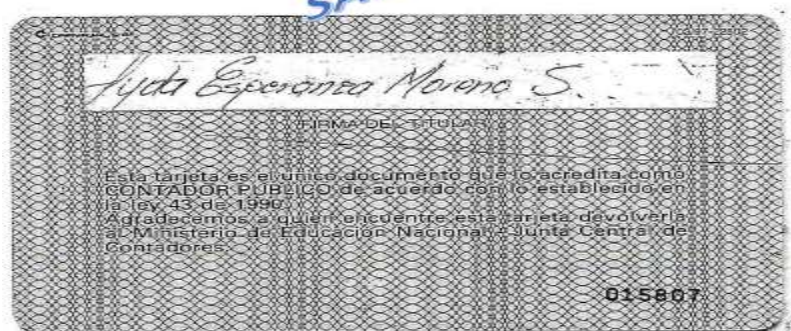 Esperanza Moreno S.
FIRMA DEL TITULAR
Esta tarjeta es el único documento que lo acredita como
CONTADOR PUBLICO de acuerdo con lo establecido en
la ley 43 de 1990.
Agradecemos a quien encuentre esta tarjeta devolverla
al Ministerio de Educación Nacional - Junta Central de
Contadores.
015807